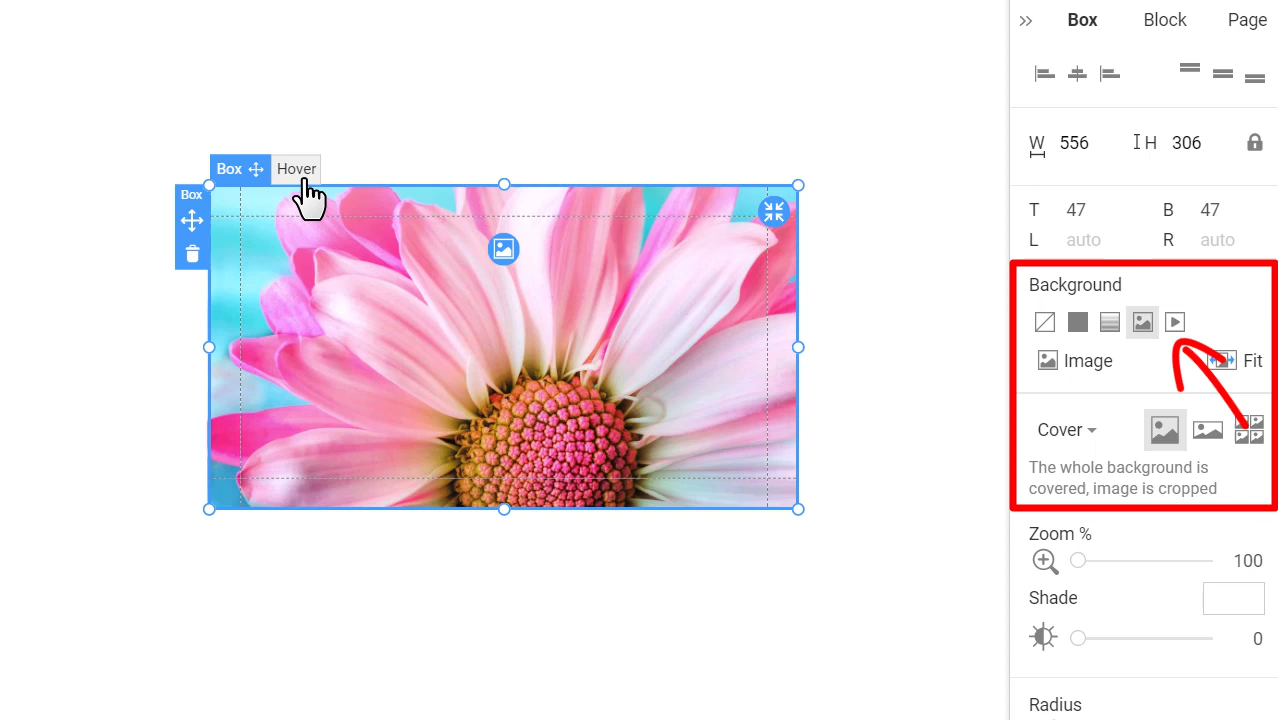 Box Block Page
W 556 H 306
Box Hover
Box
T 47 B 47
L auto R auto
Background
Image Fit
Cover
The whole background is
covered, image is cropped
Zoom %
100
Shade
0
Radius